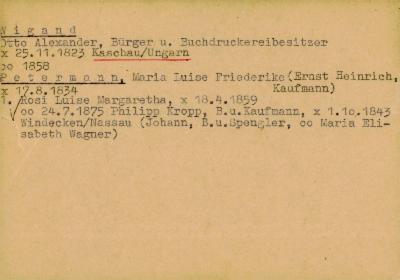 W i g a n d
Otto Alexander, Bürger u. Buchdruckereibesitzer
x 25.11.1823 Kaschau/Ungarn
oo 1858
P e t e r m a n n, Maria Luise Friederike (Ernst Heinrich,
x 17.8.1834 Kaufmann)
1. Rosi Luise Margaretha, x 18.4.1859
oo 24.7.1875 Philipp Kropp, B.u.Kaufmann, x 1.10.1843
Windecken/Nassau (Johann, B.u.Spengler, oo Maria Eli-
sabeth Wagner)